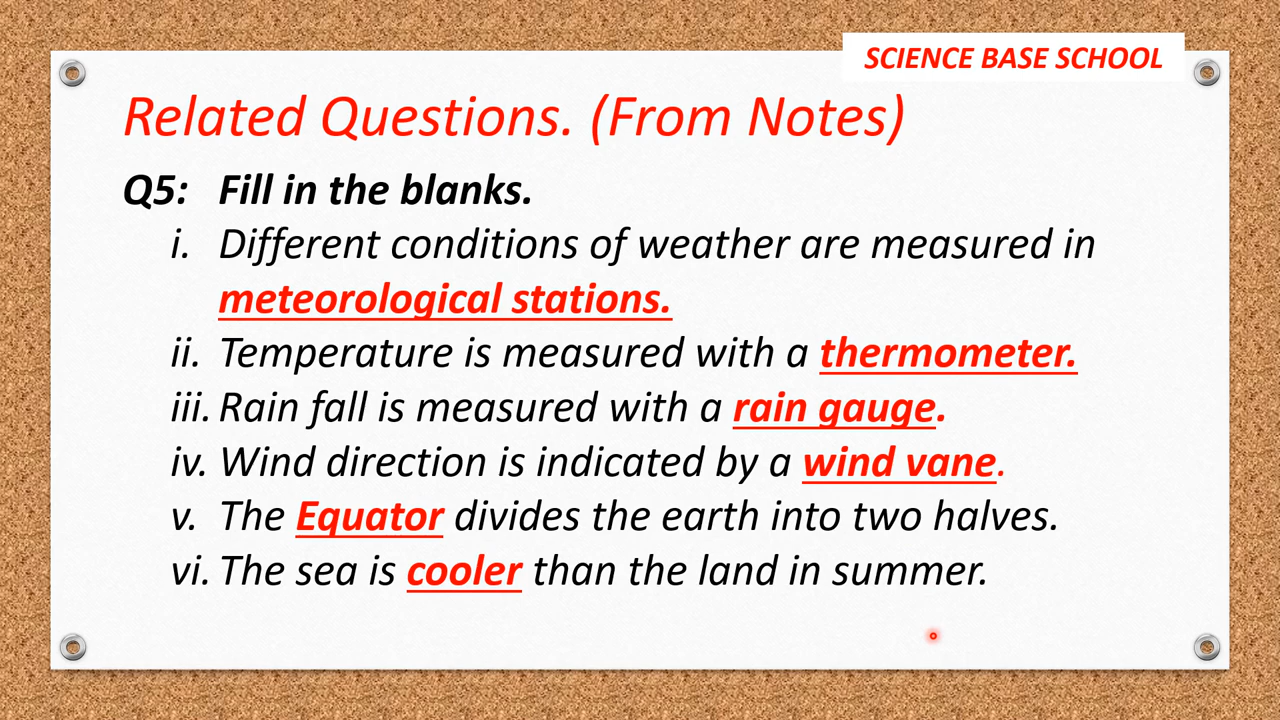 SCIENCE BASE SCHOOL
Related Questions. (From Notes)
Q5: Fill in the blanks.
i. Different conditions of weather are measured in
meteorological stations.
ii. Temperature is measured with a thermometer.
iii. Rain fall is measured with a rain gauge.
iv. Wind direction is indicated by a wind vane.
v. The Equator divides the earth into two halves.
vi. The sea is cooler than the land in summer.